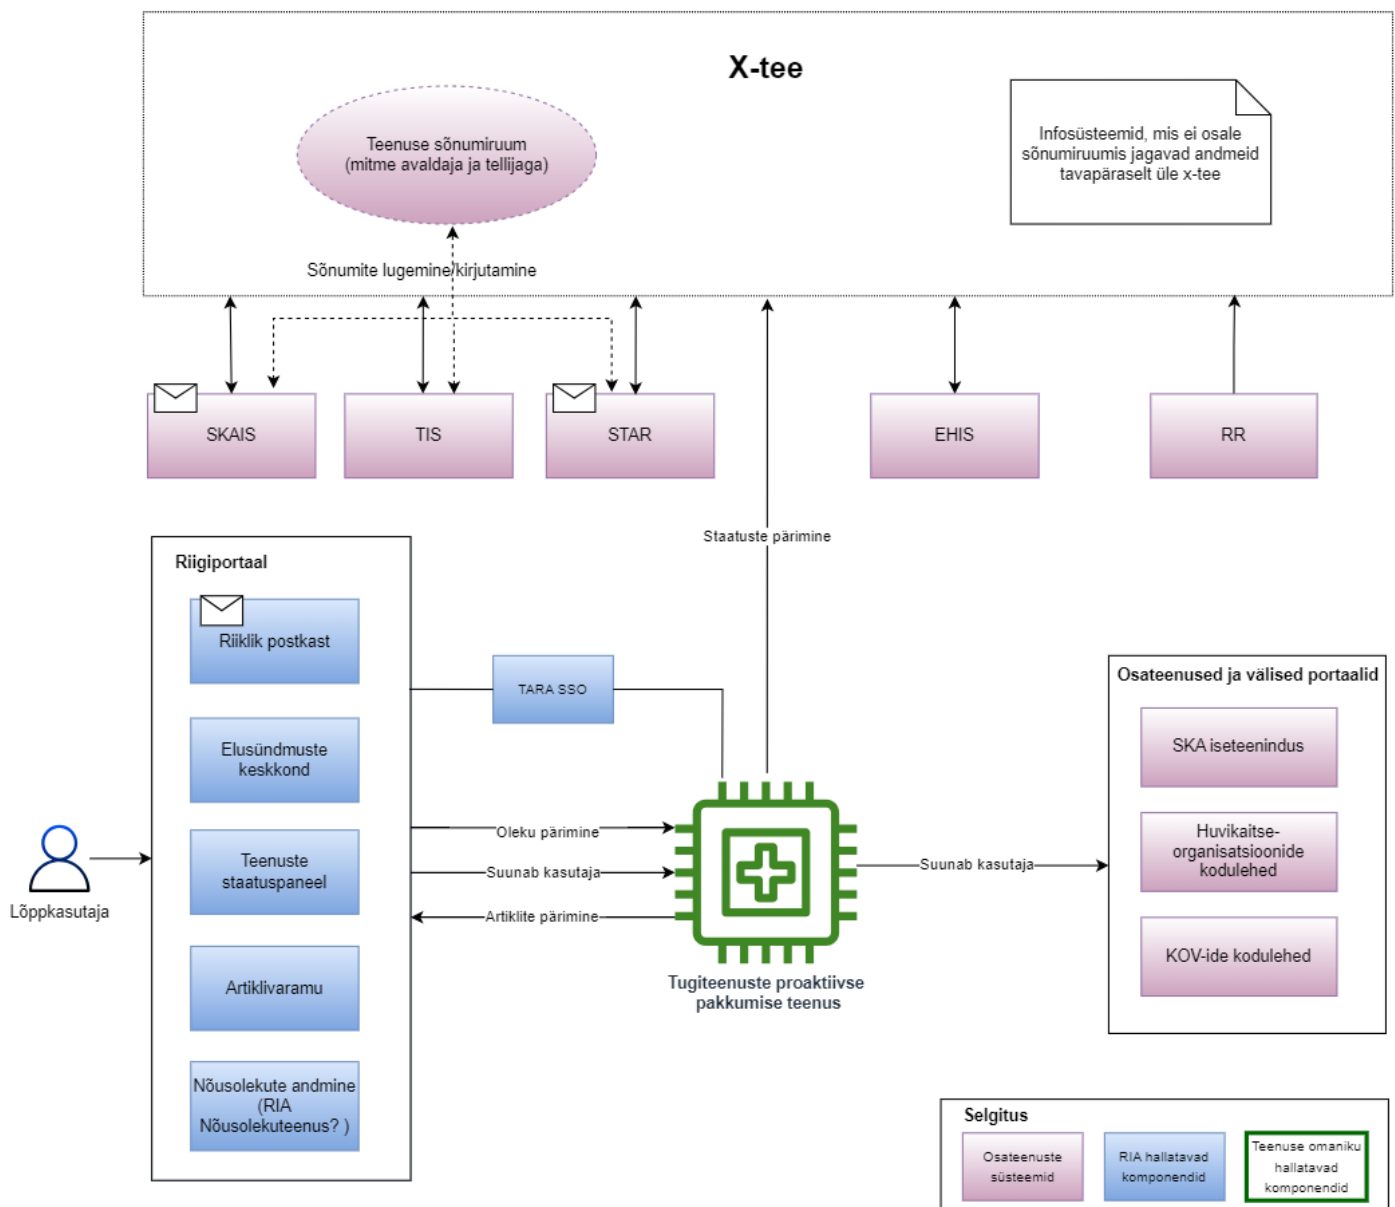 X-tee
Teenuse sõnumiruum
(mitme avaldaja ja tellijaga)
Infosüsteemid, mis ei osale
sõnumiruumis jagavad andmeid
tavapäraselt üle x-tee
Sõnumite lugemine/kirjutamine
SKAIS
TIS
STAR
EHIS
RR
Staatuste pärimine
Riigiportaal
Riiklik postkast
Elusündmuste
keskkond
Teenuste
staatuspaneel
Artiklivaramu
Nõusolekute andmine
(RIA
Nõusolekuteenus? )
Lõppkasutaja
TARA SSO
Oleku pärimine
Suunab kasutaja
Artiklite pärimine
Tugiteenuste proaktiivse
pakkumise teenus
Suunab kasutaja
Osateenused ja välised portaalid
SKA iseteenindus
Huvikaitse-
organisatsioonide
kodulehed
KOV-ide kodulehed
Selgitus
Osateenuste
süsteemid
RIA hallatavad
komponendid
Teenuse omaniku
hallatavad
komponendid